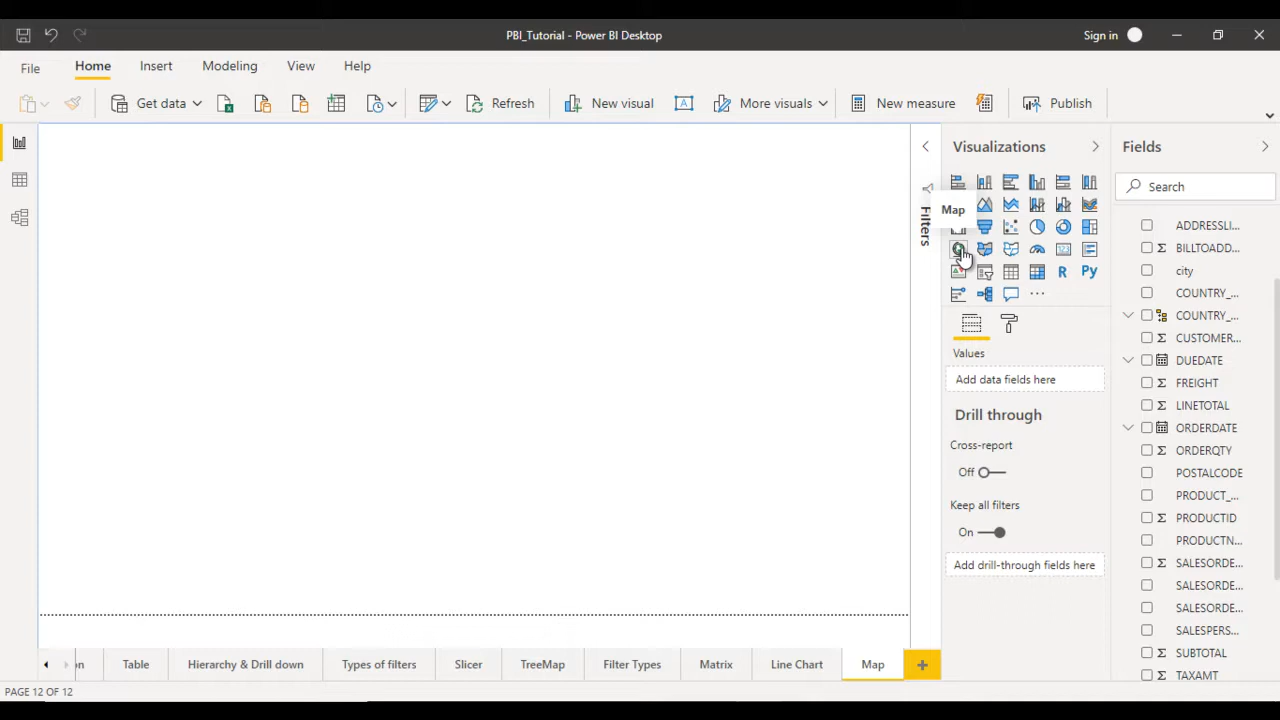 PBI_Tutorial - Power BI Desktop
Sign in
File
Home
Insert
Modeling
View
Help
Get data
Refresh
New visual
A
More visuals
New measure
Publish
Filters
Map
Visualizations
R
Py
123
Values
Add data fields here
Drill through
Cross-report
Off
Keep all filters
On
Add drill-through fields here
Fields
Search
ADDRESSLI...
BILLTOADD...
city
COUNTRY_...
COUNTRY_...
CUSTOMER...
DUEDATE
FREIGHT
LINETOTAL
ORDERDATE
ORDERQTY
POSTALCODE
PRODUCT_...
PRODUCTID
PRODUCTN...
SALESORDE...
SALESORDE...
SALESORDE...
SALESPERS...
SUBTOTAL
TAXAMT
Table
Hierarchy & Drill down
Types of filters
Slicer
TreeMap
Filter Types
Matrix
Line Chart
Map
PAGE 12 OF 12